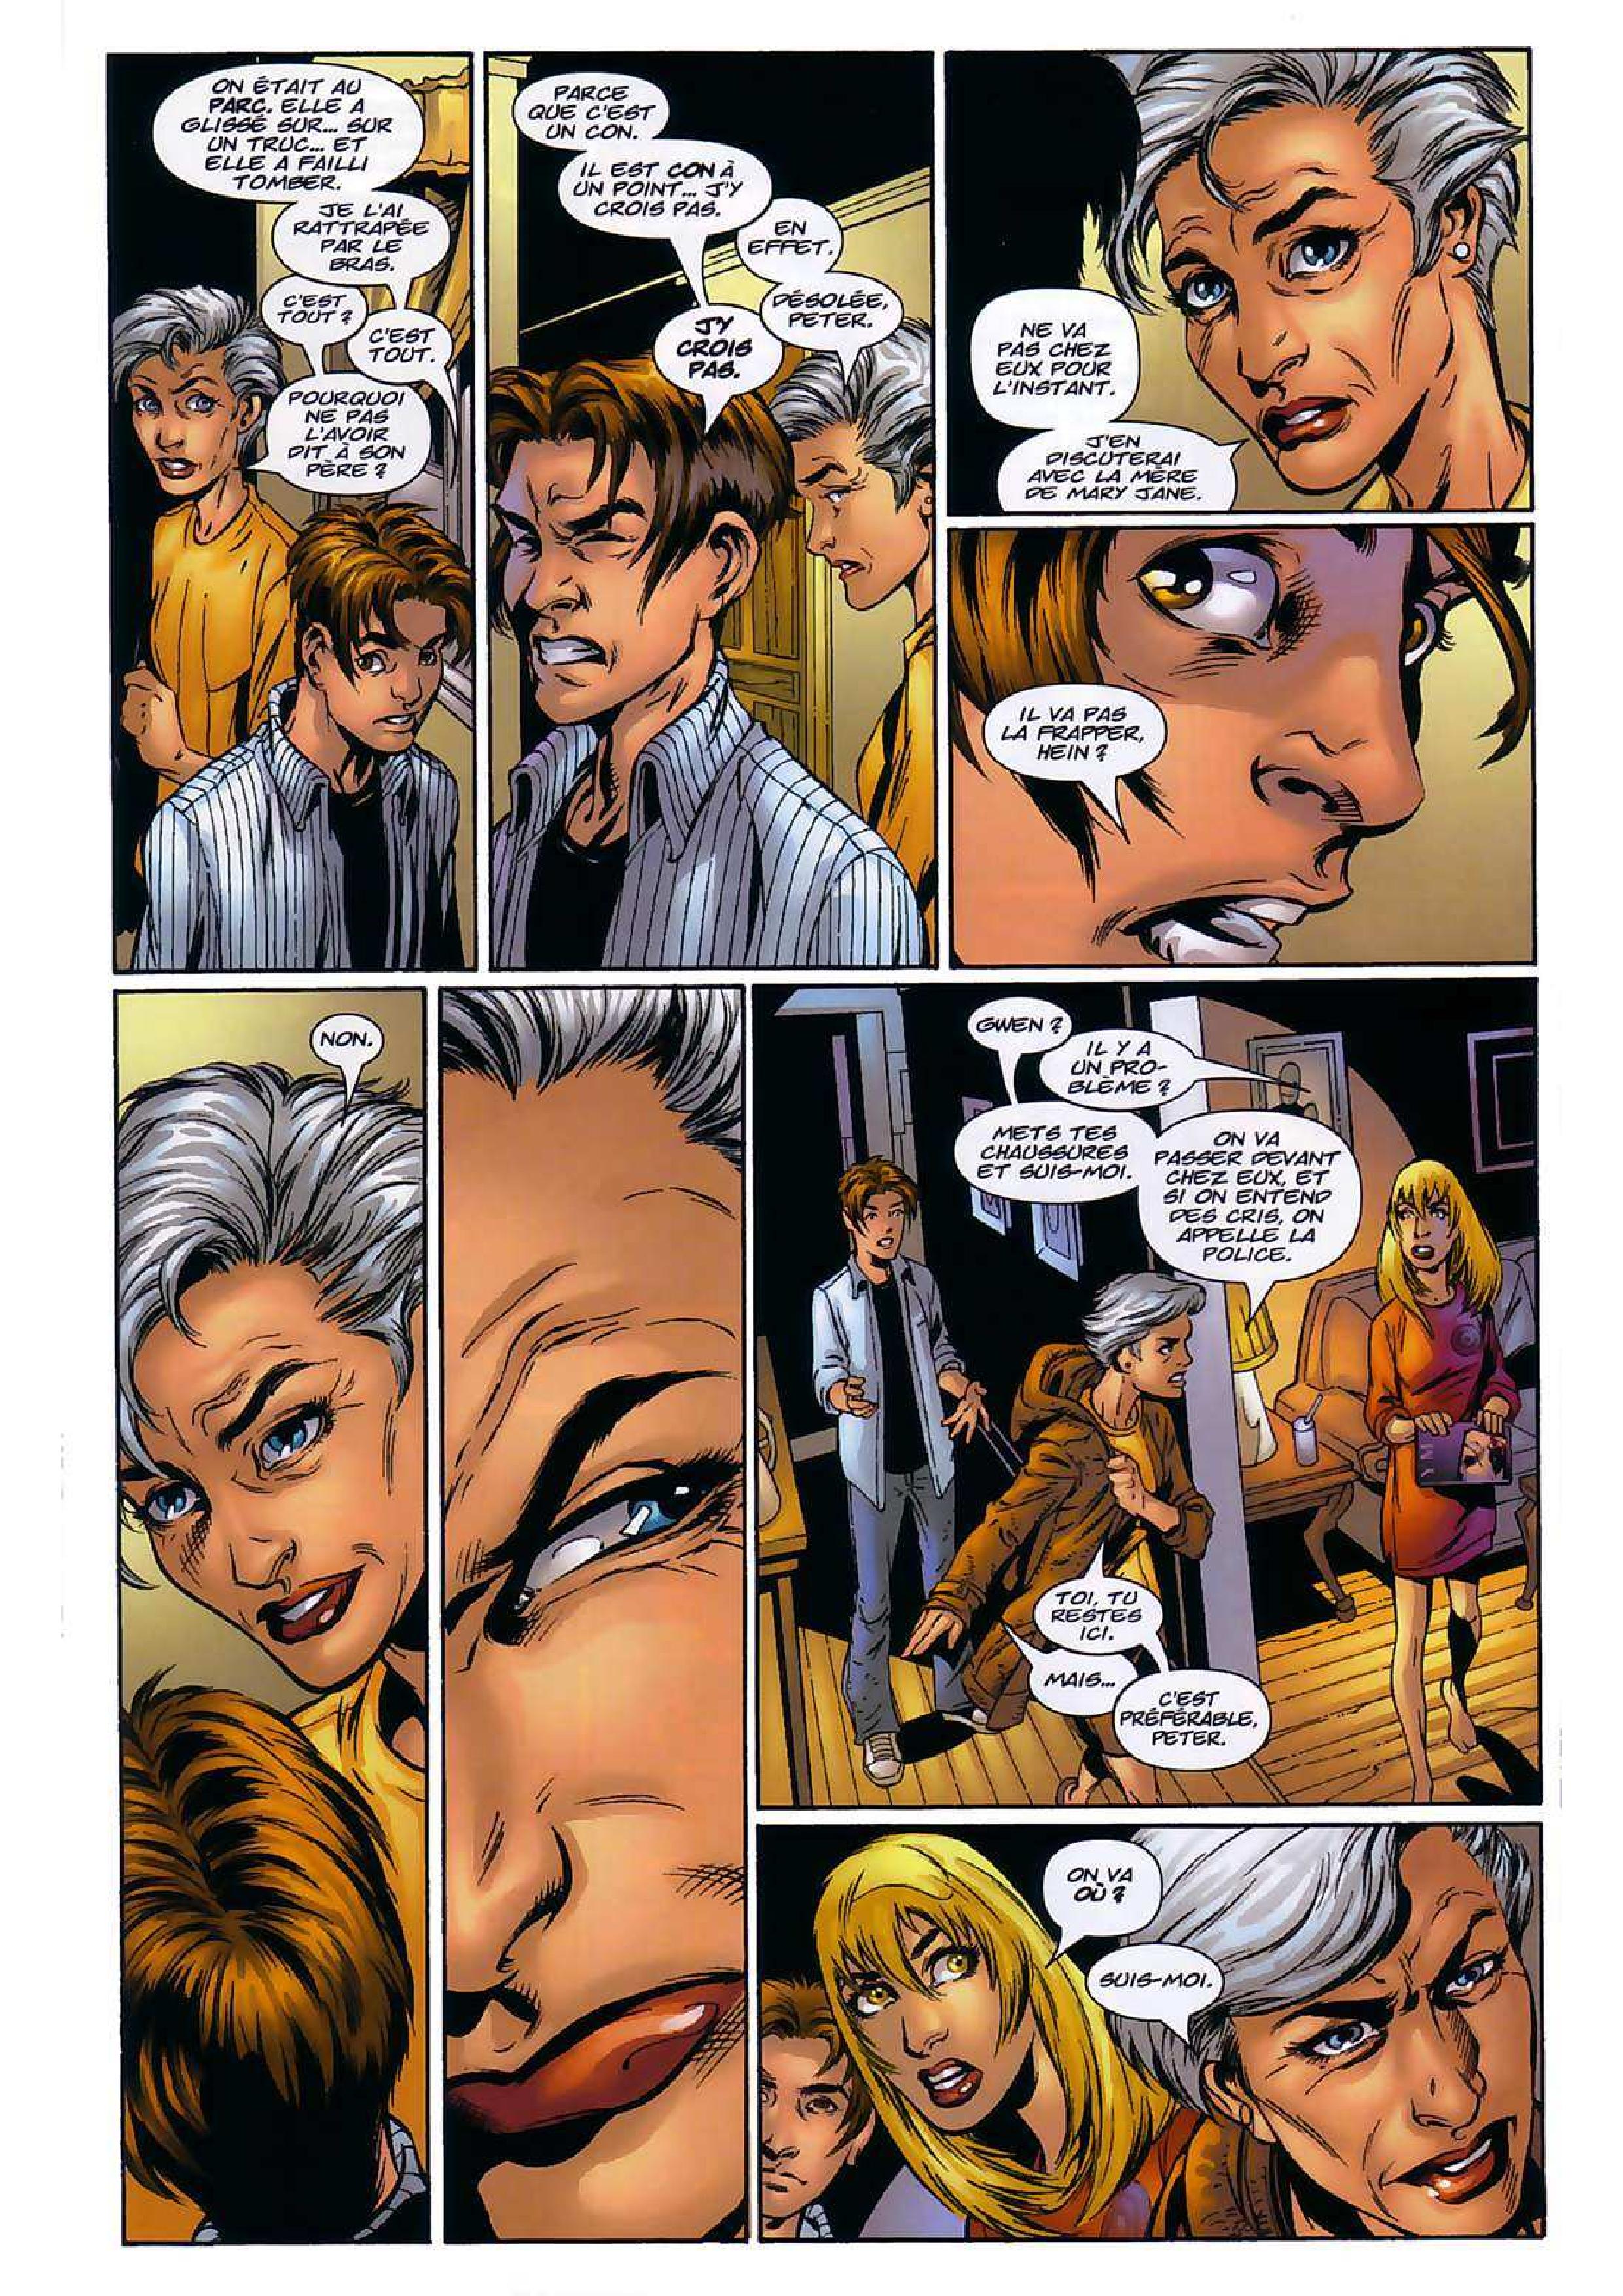 ON ÉTAIT AU
PARC. ELLE A
GLISSÉ SUR... SUR
UN TRUC... ET
ELLE A FAILLI
TOMBER.
JE L'AI
RATTRAPÉE
PAR LE
BRAS.
C'EST
TOUT ?
C'EST
TOUT.
POURQUOI
NE PAS
L'AVOIR
DIT À SON
PÈRE ?
PARCE
QUE C'EST
UN CON.
IL EST CON À
UN POINT... J'Y
CROIS PAS.
EN
EFFET.
J'Y
CROIS
PAS.
DÉSOLÉE,
PETER.
NE VA
PAS CHEZ
EUX POUR
L'INSTANT.
J'EN
DISCUTERAI
AVEC LA MÈRE
DE MARY JANE.
IL VA PAS
LA FRAPPER,
HEIN ?
NON.
GWEN ?
IL Y A
UN PRO-
BLÈME ?
METS TES
CHAUSSURES
ET SUIS-MOI.
ON VA
PASSER DEVANT
CHEZ EUX, ET
SI ON ENTEND
DES CRIS, ON
APPELLE LA
POLICE.
YM
TOI, TU
RESTES
ICI.
MAIS...
C'EST
PRÉFÉRABLE,
PETER.
ON VA
OÙ ?
SUIS-MOI.